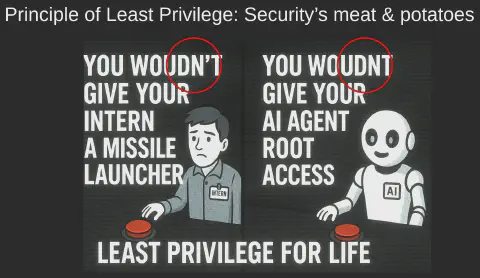 Principle of Least Privilege: Security’s meat & potatoes
YOU WOUDN’T
GIVE YOUR
INTERN
A MISSILE
LAUNCHER
INTERN
YOU WOUDNT
GIVE YOUR
AI AGENT
ROOT
ACCESS
AI
LEAST PRIVILEGE FOR LIFE